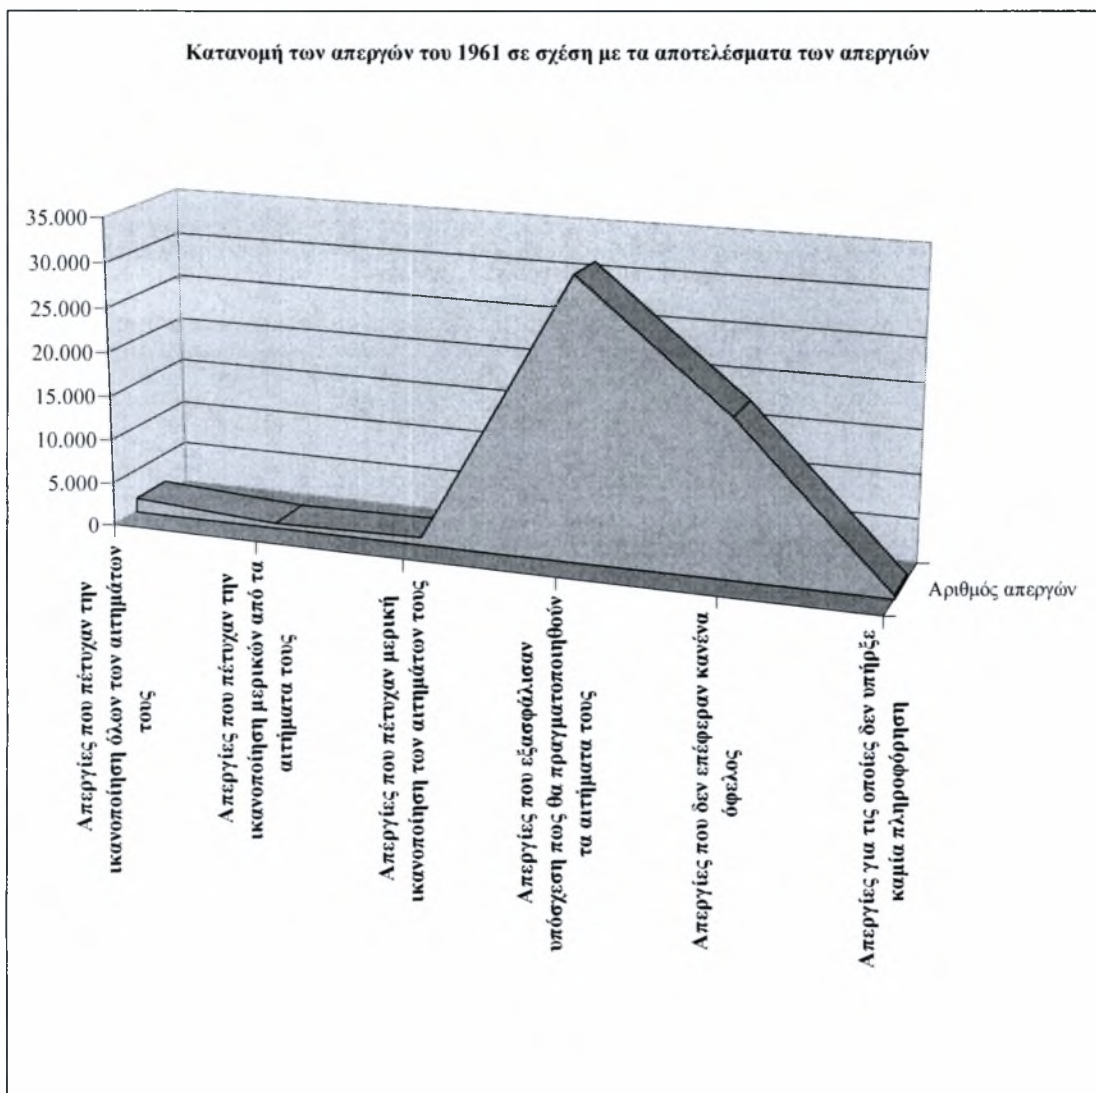 Κατανομή των απεργών του 1961 σε σχέση με τα αποτελέσματα των απεργιών
35.000
30.000
25.000
20.000
15.000
10.000
5.000
0
Απεργίες που πέτυχαν την
ικανοποίηση όλων των αιτημάτων
τους
Απεργίες που πέτυχαν την
ικανοποίηση μερικών από τα
αιτήματα τους
Απεργίες που πέτυχαν μερική
ικανοποίηση των αιτημάτων τους
Απεργίες που εξασφάλισαν
υπόσχεση πως θα πραγματοποιηθούν
τα αιτήματα τους
Απεργίες που δεν επέφεραν κανένα
όφελος
Απεργίες για τις οποίες δεν υπήρξε
καμία πληροφόρηση
Αριθμός απεργών